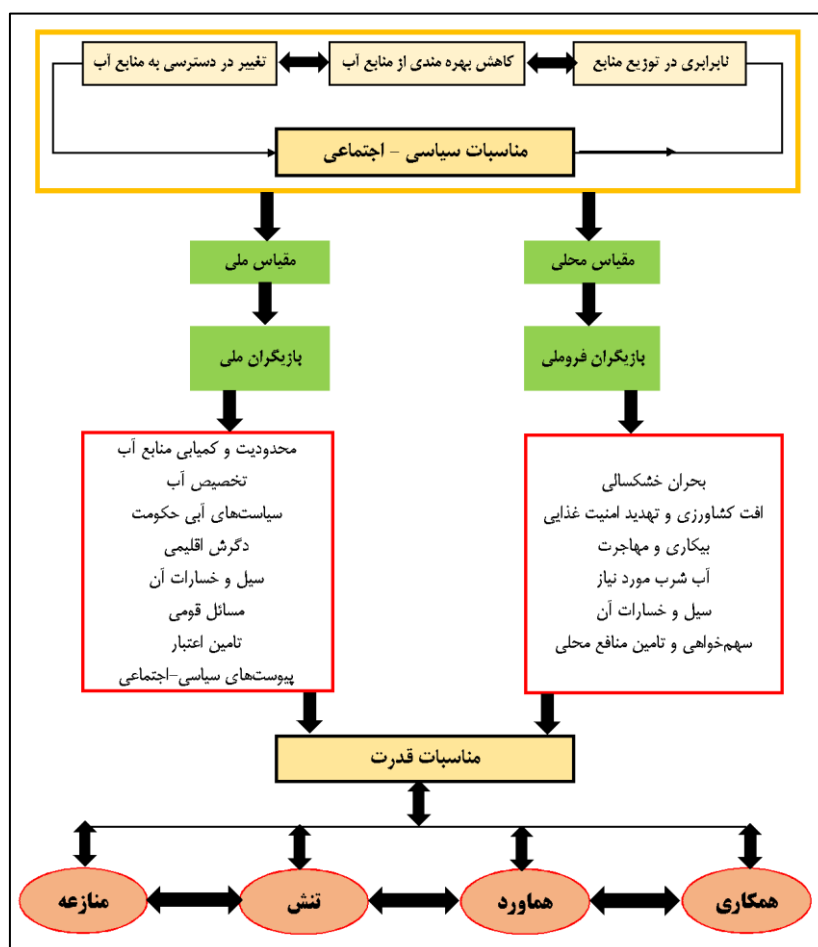 نابرابری در توزیع منابع
کاهش بهره مندی از منابع آب
تغییر در دسترسی به منابع آب
مناسبات سیاسی - اجتماعی
مقیاس محلی
مقیاس ملی
بازیگران فروملی
بازیگران ملی
بحران خشکسالی
افت کشاورزی و تهدید امنیت غذایی
بیکاری و مهاجرت
آب شرب مورد نیاز
سیل و خسارات آن
سهم‌خواهی و تامین منافع محلی
محدودیت و کمیابی منابع آب
تخصیص آب
سیاست‌های آبی حکومت
دگرش اقلیمی
سیل و خسارات آن
مسائل قومی
تامین اعتبار
پیوست‌های سیاسی-اجتماعی
مناسبات قدرت
همکاری
هماورد
تنش
منازعه